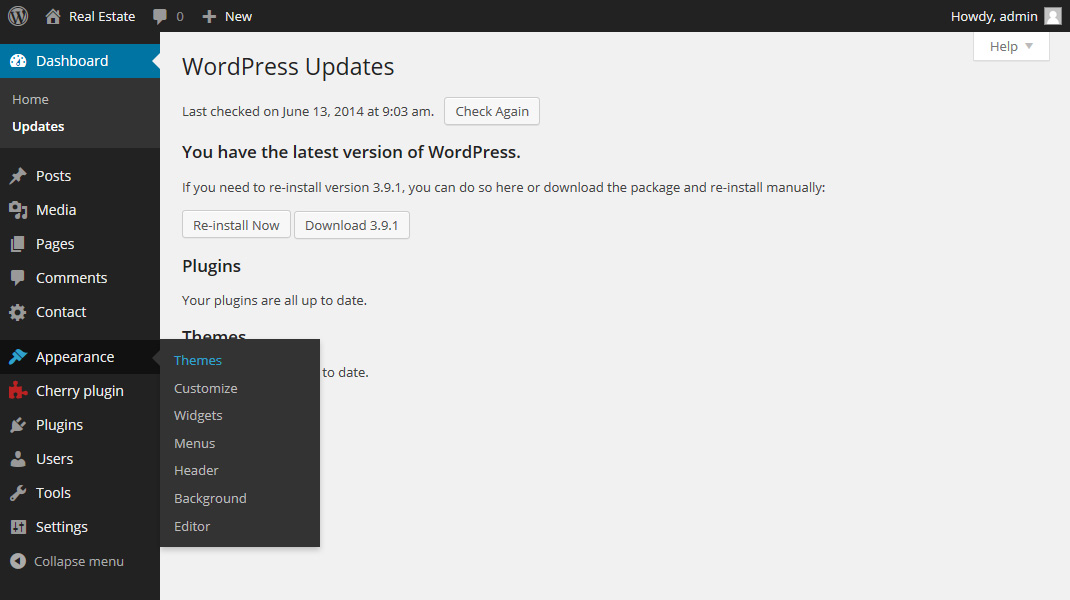 Real Estate 0 New Howdy, admin
Help
Dashboard
Home
Updates
Posts
Media
Pages
Comments
Contact
Appearance
Cherry plugin
Plugins
Users
Tools
Settings
Collapse menu
Themes
Customize
Widgets
Menus
Header
Background
Editor
WordPress Updates
Last checked on June 13, 2014 at 9:03 am. Check Again
You have the latest version of WordPress.
If you need to re-install version 3.9.1, you can do so here or download the package and re-install manually:
Re-install Now Download 3.9.1
Plugins
Your plugins are all up to date.
Themes
to date.